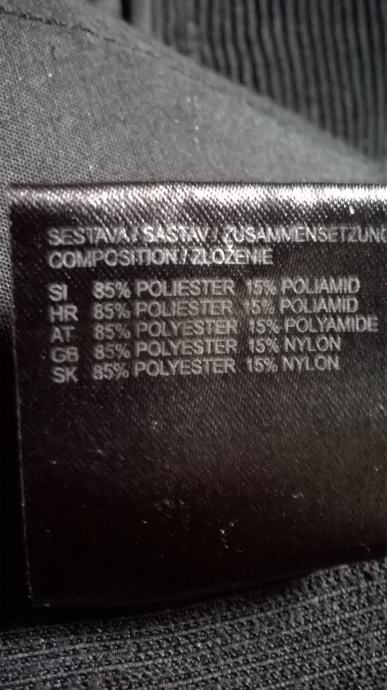 SESTAVA / SASTAV / ZUSAMMENSETZUNG
COMPOSITION / ZLOŽENIE
SI 85% POLIESTER 15% POLIAMID
HR 85% POLIESTER 15% POLIAMID
AT 85% POLYESTER 15% POLYAMIDE
GB 85% POLYESTER 15% NYLON
SK 85% POLYESTER 15% NYLON